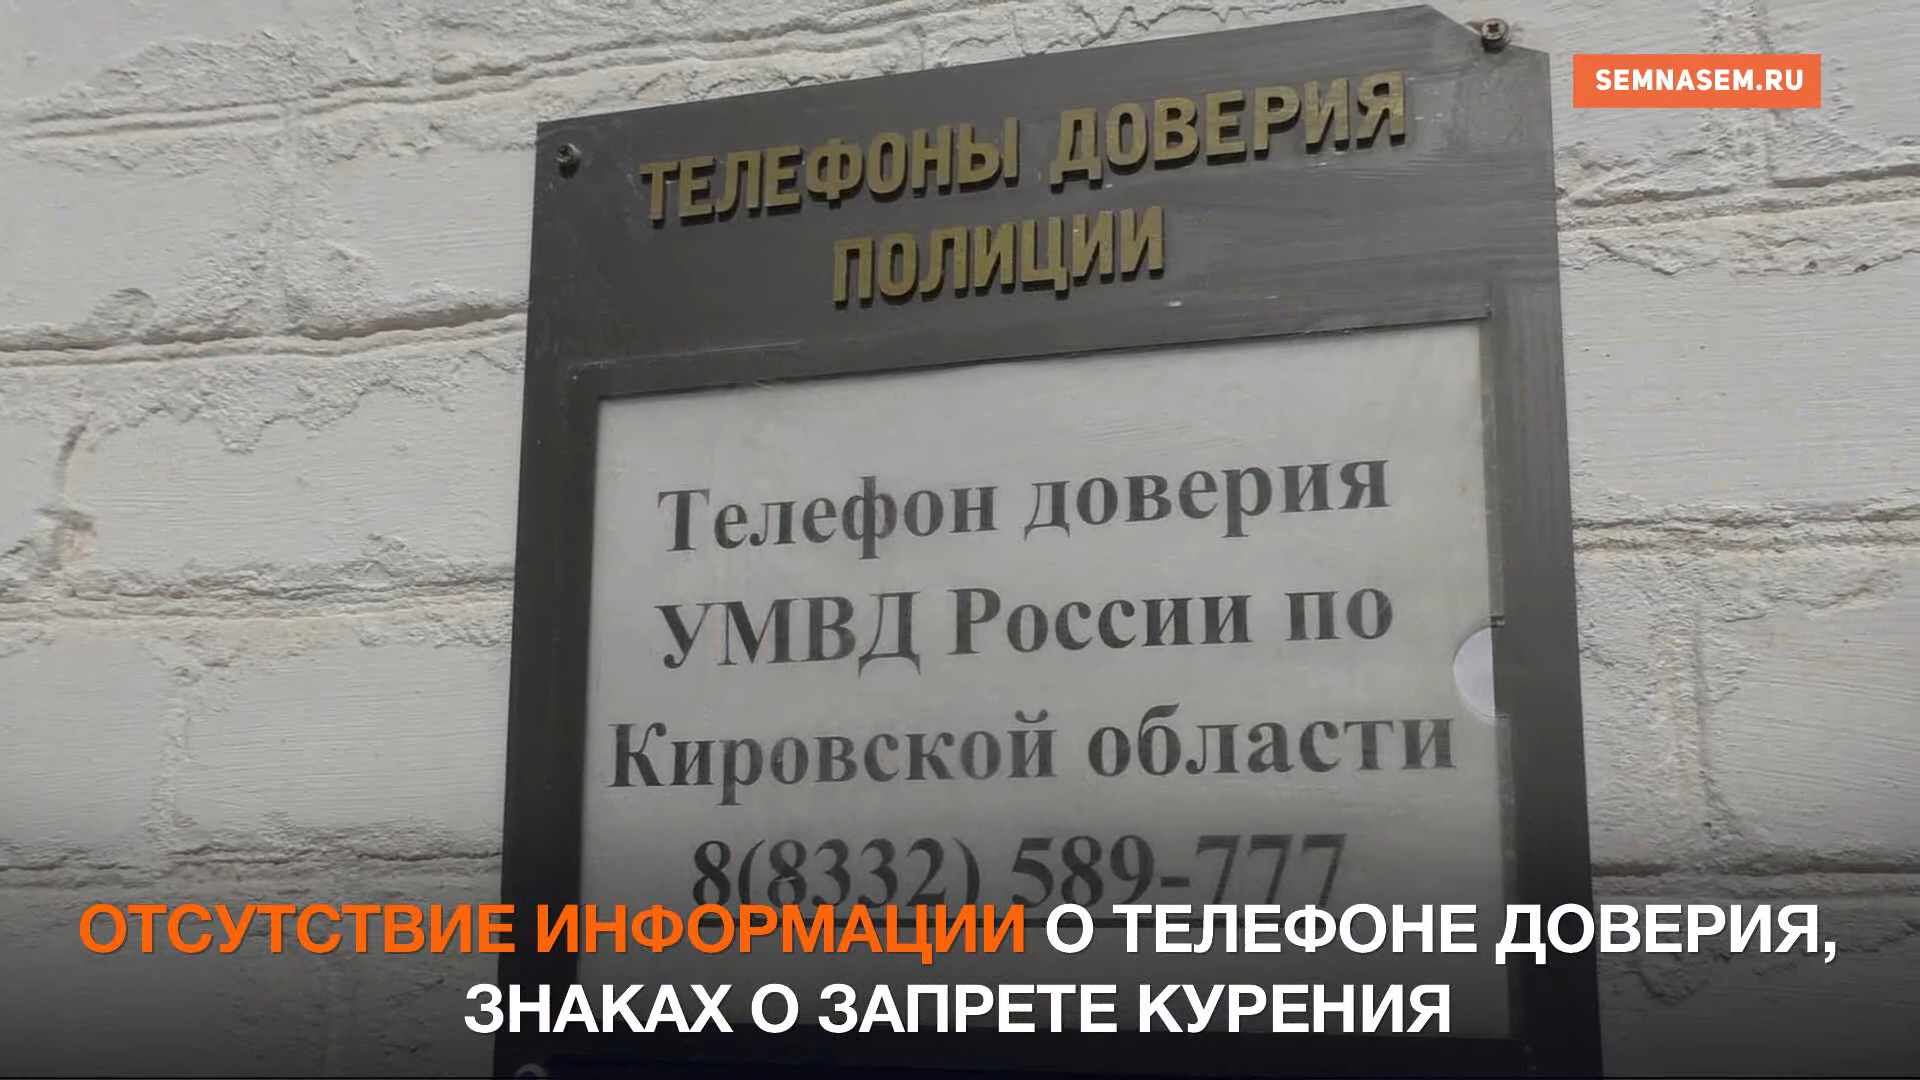 SEMNASEM.RU
ТЕЛЕФОНЫ ДОВЕРИЯ
ПОЛИЦИИ
Телефон доверия
УМВД России по
Кировской области
8(8332) 589-777
ОТСУТСТВИЕ ИНФОРМАЦИИ О ТЕЛЕФОНЕ ДОВЕРИЯ,
ЗНАКАХ О ЗАПРЕТЕ КУРЕНИЯ